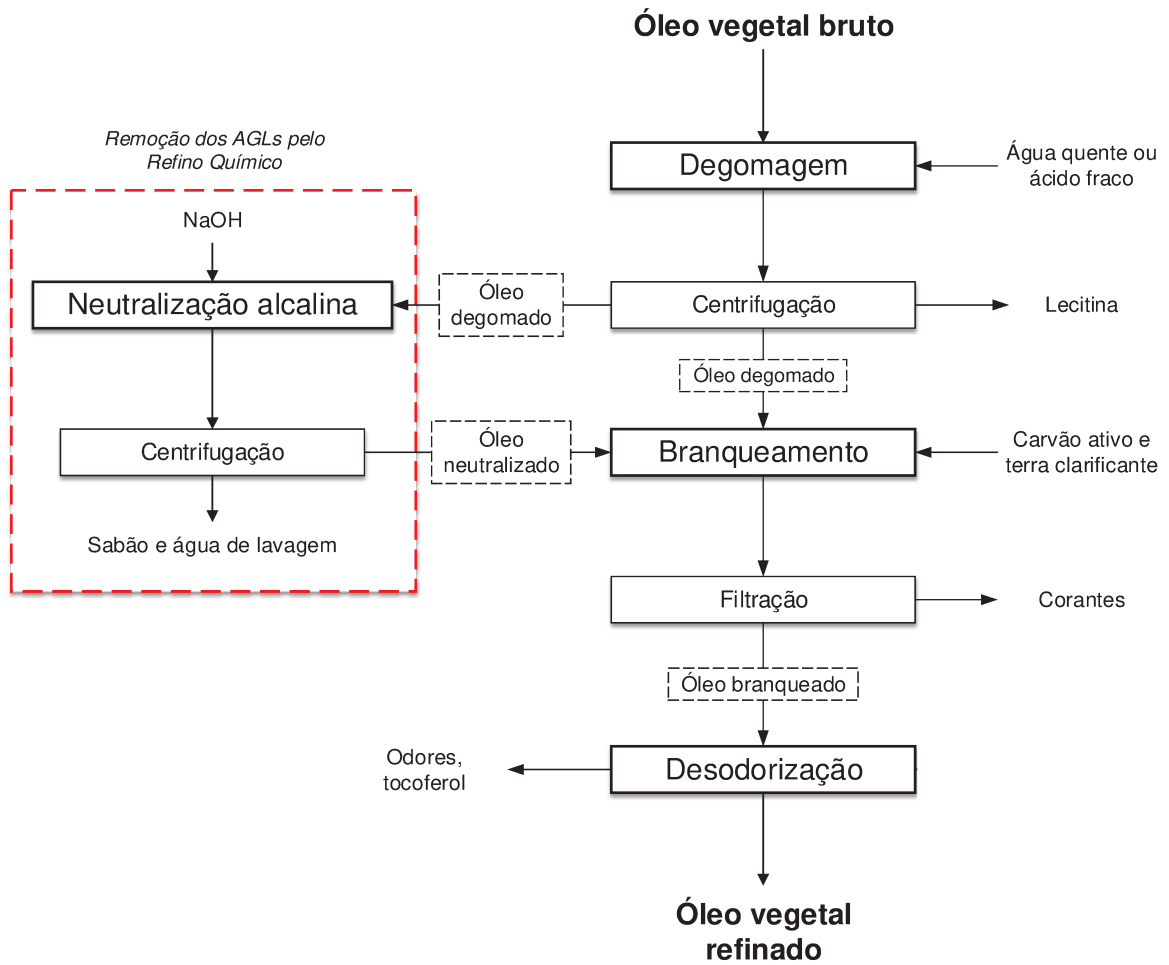 Óleo vegetal bruto
Remoção dos AGLs pelo
Refino Químico
Degomagem
Água quente ou
ácido fraco
NaOH
Neutralização alcalina
Óleo
degomado
Centrifugação
Lecitina
Óleo degomado
Centrifugação
Óleo
neutralizado
Branqueamento
Carvão ativo e
terra clarificante
Sabão e água de lavagem
Filtração
Corantes
Óleo branqueado
Odores,
tocoferol
Desodorização
Óleo vegetal
refinado